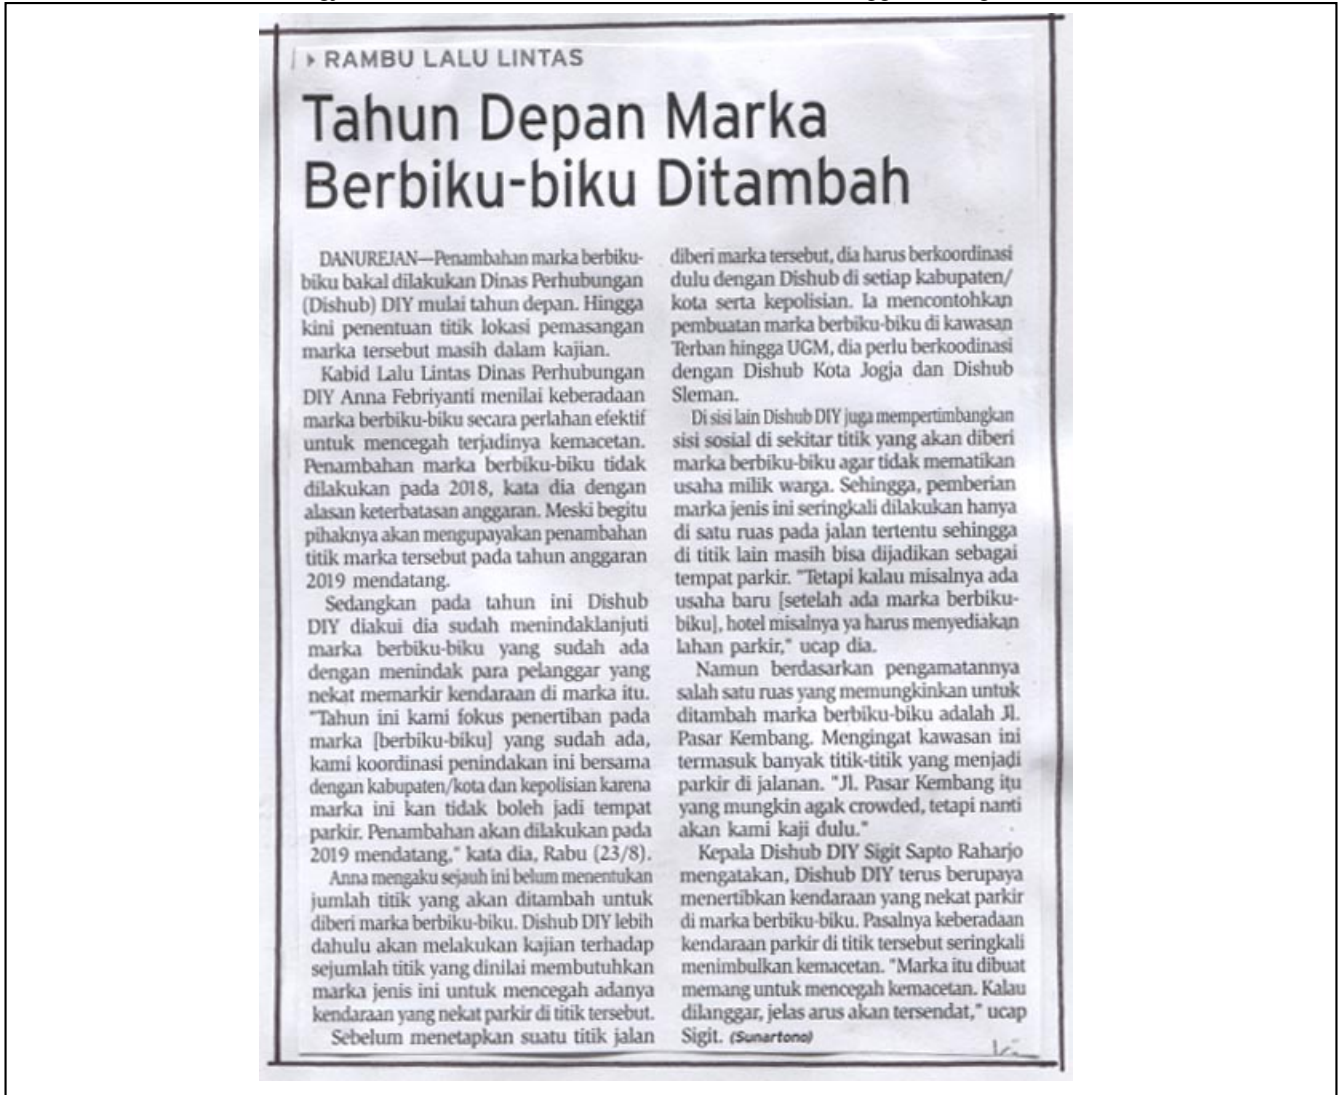 RAMBU LALU LINTAS
Tahun Depan Marka
Berbiku-biku Ditambah
DANUREJAN—Penambahan marka berbiku-
biku bakal dilakukan Dinas Perhubungan
(Dishub) DIY mulai tahun depan. Hingga
kini penentuan titik lokasi pemasangan
marka tersebut masih dalam kajian.
Kabid Lalu Lintas Dinas Perhubungan
DIY Anna Febriyanti menilai keberadaan
marka berbiku-biku secara perlahan efektif
untuk mencegah terjadinya kemacetan.
Penambahan marka berbiku-biku tidak
dilakukan pada 2018, kata dia dengan
alasan keterbatasan anggaran. Meski begitu
pihaknya akan mengupayakan penambahan
titik marka tersebut pada tahun anggaran
2019 mendatang.
Sedangkan pada tahun ini Dishub
DIY diakui dia sudah menindaklanjuti
marka berbiku-biku yang sudah ada
dengan menindak para pelanggar yang
nekat memarkir kendaraan di marka itu.
"Tahun ini kami fokus penertiban pada
marka [berbiku-biku] yang sudah ada,
kami koordinasi penindakan ini bersama
dengan kabupaten/kota dan kepolisian karena
marka ini kan tidak boleh jadi tempat
parkir. Penambahan akan dilakukan pada
2019 mendatang," kata dia, Rabu (23/8).
Anna mengaku sejauh ini belum menentukan
jumlah titik yang akan ditambah untuk
diberi marka berbiku-biku. Dishub DIY lebih
dahulu akan melakukan kajian terhadap
sejumlah titik yang dinilai membutuhkan
marka jenis ini untuk mencegah adanya
kendaraan yang nekat parkir di titik tersebut.
Sebelum menetapkan suatu titik jalan
diberi marka tersebut, dia harus berkoordinasi
dulu dengan Dishub di setiap kabupaten/
kota serta kepolisian. Ia mencontohkan
pembuatan marka berbiku-biku di kawasan
Terban hingga UGM, dia perlu berkoodinasi
dengan Dishub Kota Jogja dan Dishub
Sleman.
Di sisi lain Dishub DIY juga mempertimbangkan
sisi sosial di sekitar titik yang akan diberi
marka berbiku-biku agar tidak mematikan
usaha milik warga. Sehingga, pemberian
marka jenis ini seringkali dilakukan hanya
di satu ruas pada jalan tertentu sehingga
di titik lain masih bisa dijadikan sebagai
tempat parkir. "Tetapi kalau misalnya ada
usaha baru [setelah ada marka berbiku-
biku], hotel misalnya ya harus menyediakan
lahan parkir," ucap dia.
Namun berdasarkan pengamatannya
salah satu ruas yang memungkinkan untuk
ditambah marka berbiku-biku adalah Jl.
Pasar Kembang. Mengingat kawasan ini
termasuk banyak titik-titik yang menjadi
parkir di jalanan. "Jl. Pasar Kembang itu
yang mungkin agak crowded, tetapi nanti
akan kami kaji dulu."
Kepala Dishub DIY Sigit Sapto Raharjo
mengatakan, Dishub DIY terus berupaya
menertibkan kendaraan yang nekat parkir
di marka berbiku-biku. Pasalnya keberadaan
kendaraan parkir di titik tersebut seringkali
menimbulkan kemacetan. "Marka itu dibuat
memang untuk mencegah kemacetan. Kalau
dilanggar, jelas arus akan tersendat," ucap
Sigit. (Sunartono)